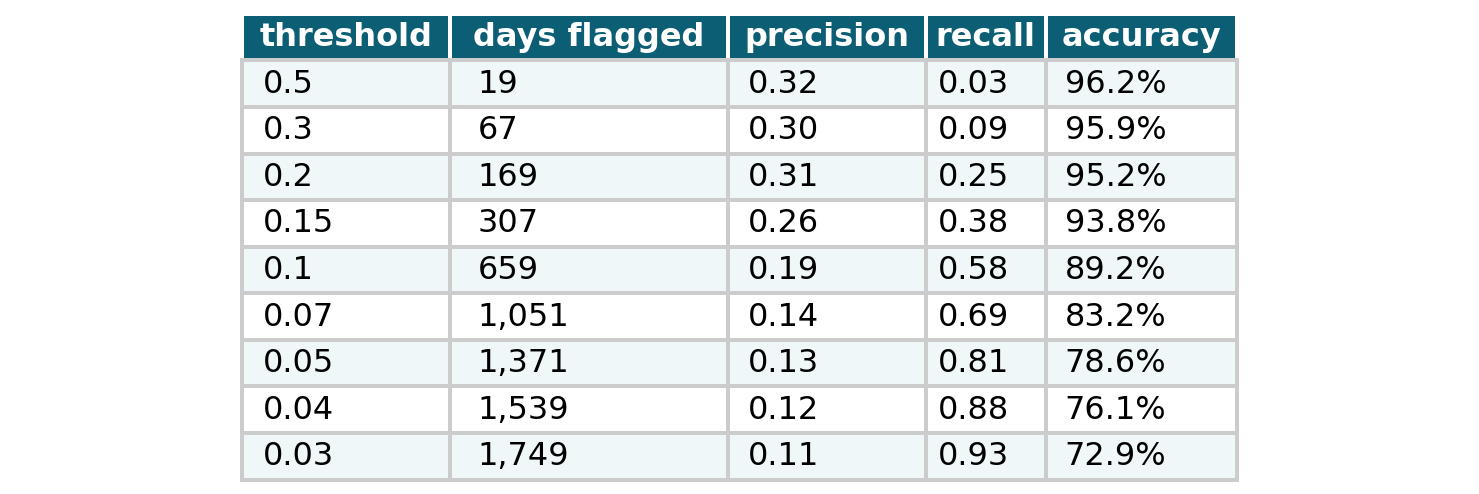 threshold days flagged precision recall accuracy
0.5 19 0.32 0.03 96.2%
0.3 67 0.30 0.09 95.9%
0.2 169 0.31 0.25 95.2%
0.15 307 0.26 0.38 93.8%
0.1 659 0.19 0.58 89.2%
0.07 1,051 0.14 0.69 83.2%
0.05 1,371 0.13 0.81 78.6%
0.04 1,539 0.12 0.88 76.1%
0.03 1,749 0.11 0.93 72.9%